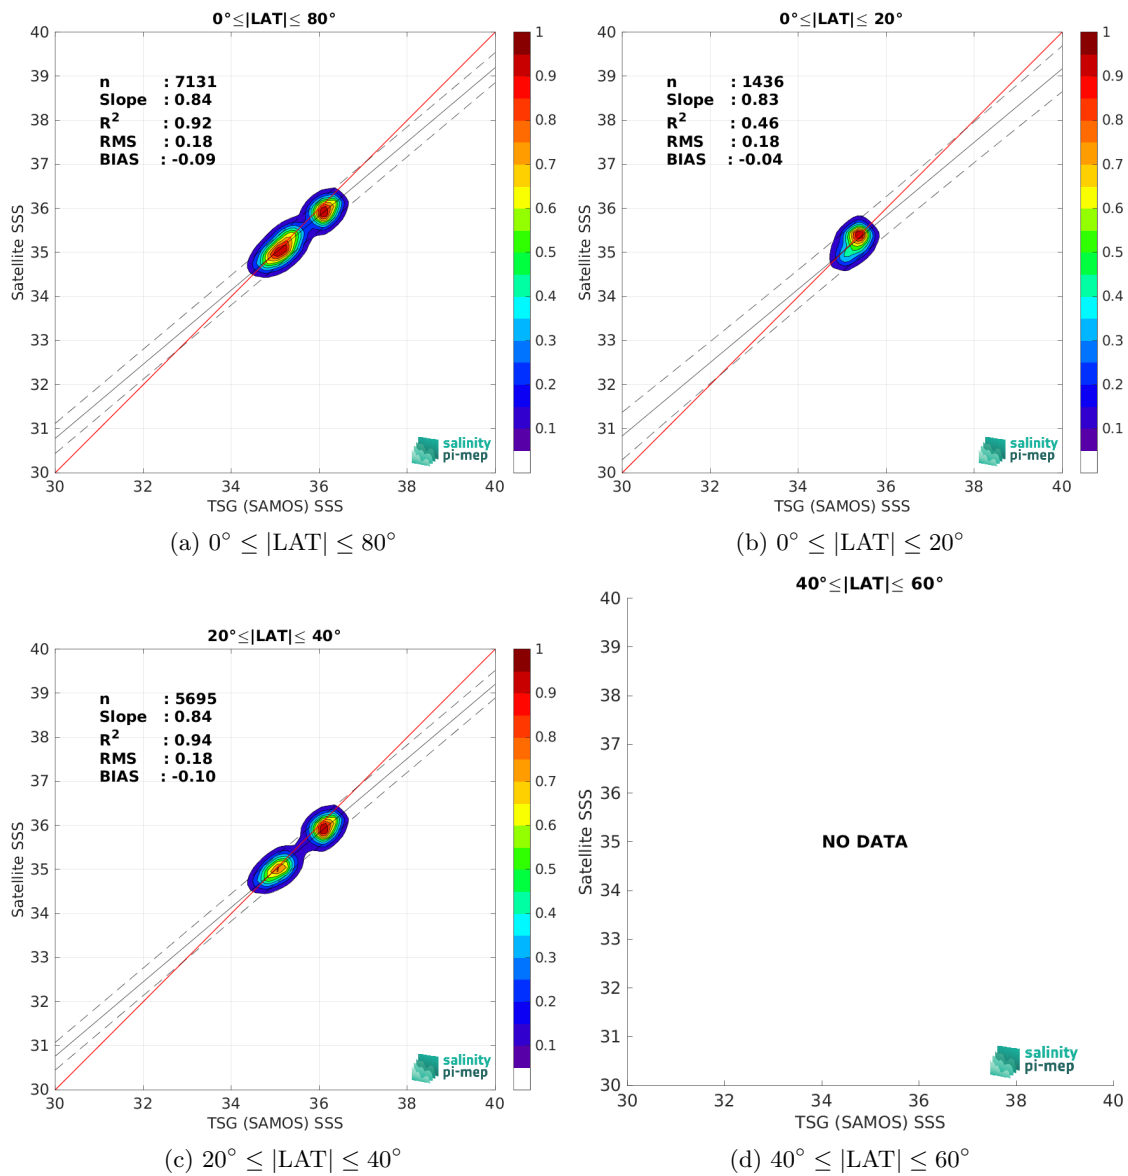 0°≤|LAT|≤ 80°
40
39
38
37
36
35
34
33
32
31
30
Satellite SSS
n : 7131
Slope : 0.84
R² : 0.92
RMS : 0.18
BIAS : -0.09
salinity
pi-mep
30 32 34 36 38 40
TSG (SAMOS) SSS
1
0.9
0.8
0.7
0.6
0.5
0.4
0.3
0.2
0.1
(a) 0° ≤ |LAT| ≤ 80°
0°≤|LAT|≤ 20°
40
39
38
37
36
35
34
33
32
31
30
Satellite SSS
n : 1436
Slope : 0.83
R² : 0.46
RMS : 0.18
BIAS : -0.04
salinity
pi-mep
30 32 34 36 38 40
TSG (SAMOS) SSS
1
0.9
0.8
0.7
0.6
0.5
0.4
0.3
0.2
0.1
(b) 0° ≤ |LAT| ≤ 20°
20°≤|LAT|≤ 40°
40
39
38
37
36
35
34
33
32
31
30
Satellite SSS
n : 5695
Slope : 0.84
R² : 0.94
RMS : 0.18
BIAS : -0.10
salinity
pi-mep
30 32 34 36 38 40
TSG (SAMOS) SSS
1
0.9
0.8
0.7
0.6
0.5
0.4
0.3
0.2
0.1
(c) 20° ≤ |LAT| ≤ 40°
40°≤|LAT|≤ 60°
40
39
38
37
36
35
34
33
32
31
30
Satellite SSS
NO DATA
salinity
pi-mep
30 32 34 36 38 40
TSG (SAMOS) SSS
(d) 40° ≤ |LAT| ≤ 60°